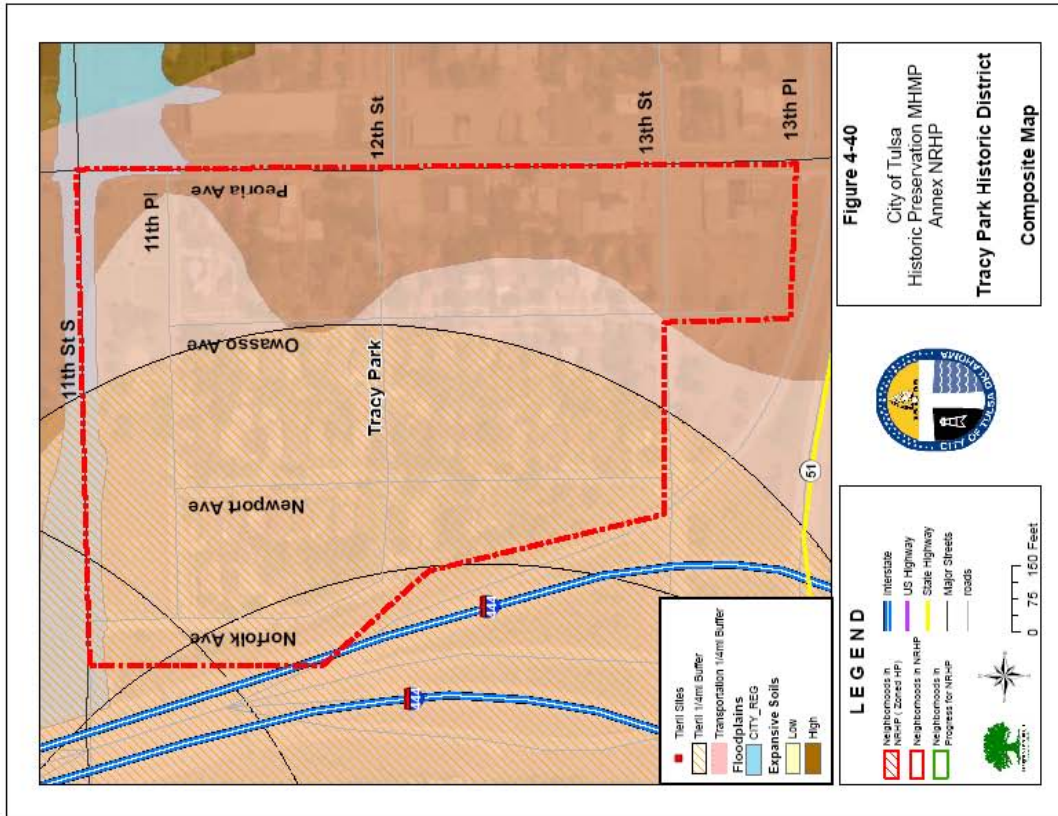 11th St S
11th Pl
Peoria Ave
12th St
13th St
13th Pl
Owasso Ave
Tracy Park
Newport Ave
Norfolk Ave
51
TierII Sites
TierII 1/4mi Buffer
Transportation 1/4mi Buffer
Floodplains
CITY_REG
Expansive Soils
Low
High
LEGEND
Neighborhoods in
NRHP ( Zoned HP)
Neighborhoods in NRHP
Neighborhoods in
Progress for NRHP
Interstate
US Highway
State Highway
Major Streets
roads
0 75 150 Feet
CITY OF TULSA OKLAHOMA
Figure 4-40
City of Tulsa
Historic Preservation MHMP
Annex NRHP
Tracy Park Historic District
Composite Map